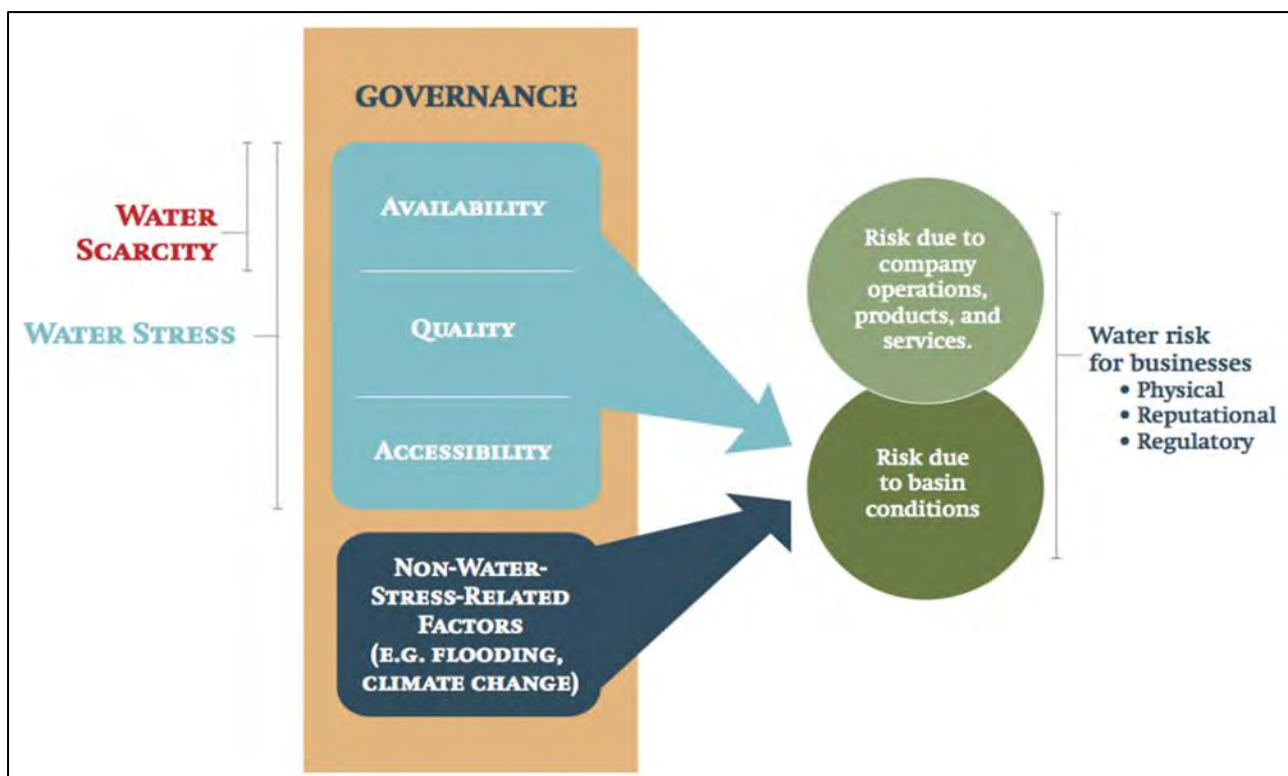 GOVERNANCE
WATER
SCARCITY
WATER STRESS
AVAILABILITY
QUALITY
ACCESSIBILITY
NON-WATER-
STRESS-RELATED
FACTORS
(E.G. FLOODING,
CLIMATE CHANGE)
Risk due to
company
operations,
products, and
services.
Risk due
to basin
conditions
Water risk
for businesses
• Physical
• Reputational
• Regulatory